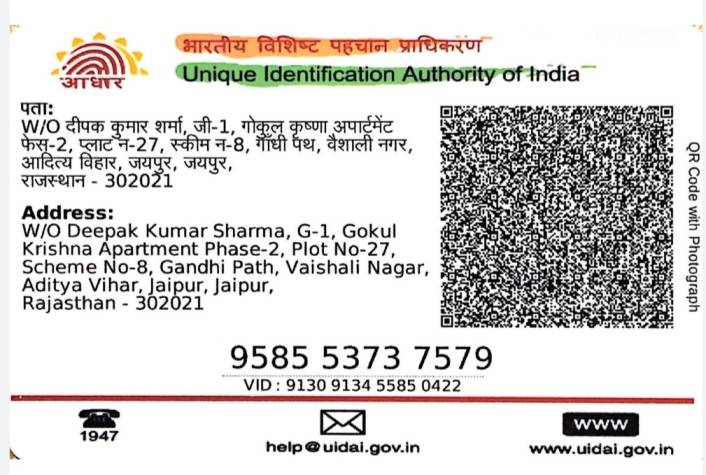 भारतीय विशिष्ट पहचान प्राधिकरण
Unique Identification Authority of India
आधार
पता:
W/O दीपक कुमार शर्मा, जी-1, गोकुल कृष्णा अपार्टमेंट
फेस-2, प्लाट न-27, स्कीम न-8, गाँधी पथ, वैशाली नगर,
आदित्य विहार, जयपुर, जयपुर,
राजस्थान - 302021
Address:
W/O Deepak Kumar Sharma, G-1, Gokul
Krishna Apartment Phase-2, Plot No-27,
Scheme No-8, Gandhi Path, Vaishali Nagar,
Aditya Vihar, Jaipur, Jaipur,
Rajasthan - 302021
QR Code with Photograph
9585 5373 7579
VID : 9130 9134 5585 0422
1947
help@uidai.gov.in
www
www.uidai.gov.in